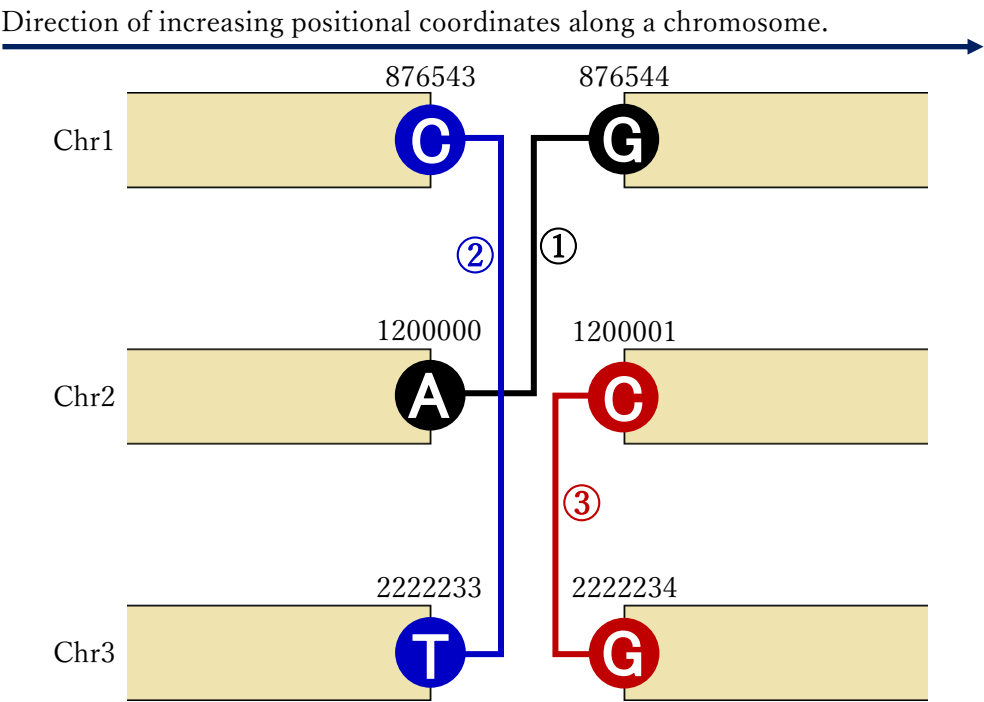 Direction of increasing positional coordinates along a chromosome.
876543 876544
Chr1 C G
② ①
1200000 1200001
Chr2 A C
③
2222233 2222234
Chr3 T G